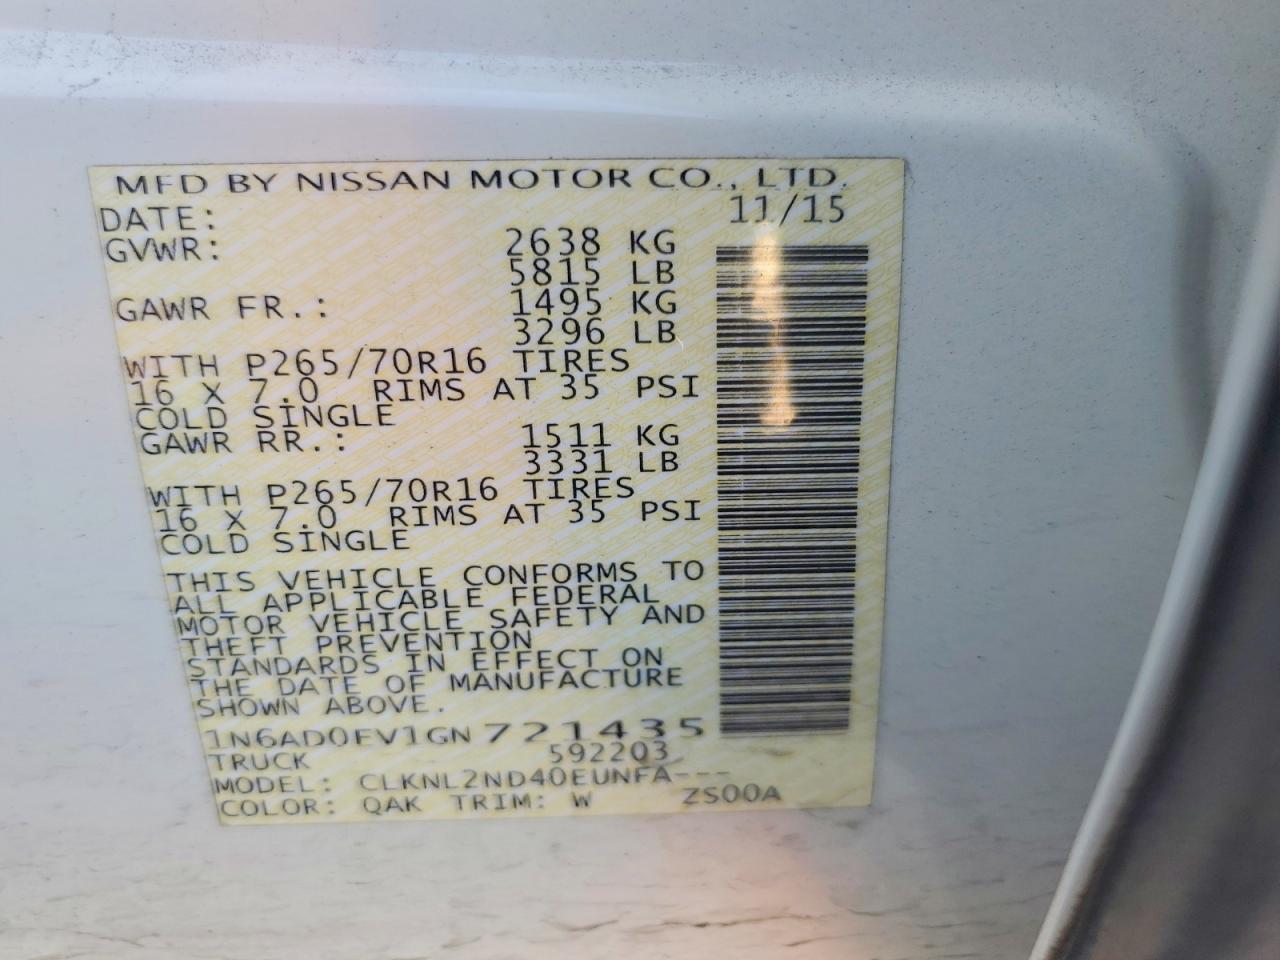 MFD BY NISSAN MOTOR CO., LTD.
DATE: 11/15
GVWR: 2638 KG
5815 LB
GAWR FR.: 1495 KG
3296 LB
WITH P265/70R16 TIRES
16 X 7.0 RIMS AT 35 PSI
COLD SINGLE
GAWR RR.: 1511 KG
3331 LB
WITH P265/70R16 TIRES
16 X 7.0 RIMS AT 35 PSI
COLD SINGLE
THIS VEHICLE CONFORMS TO
ALL APPLICABLE FEDERAL
MOTOR VEHICLE SAFETY AND
THEFT PREVENTION
STANDARDS IN EFFECT ON
THE DATE OF MANUFACTURE
SHOWN ABOVE.
1N6AD0EV1GN721435
TRUCK 592203
MODEL: CLKNL2ND40EUNFA---
COLOR: QAK TRIM: W ZS00A